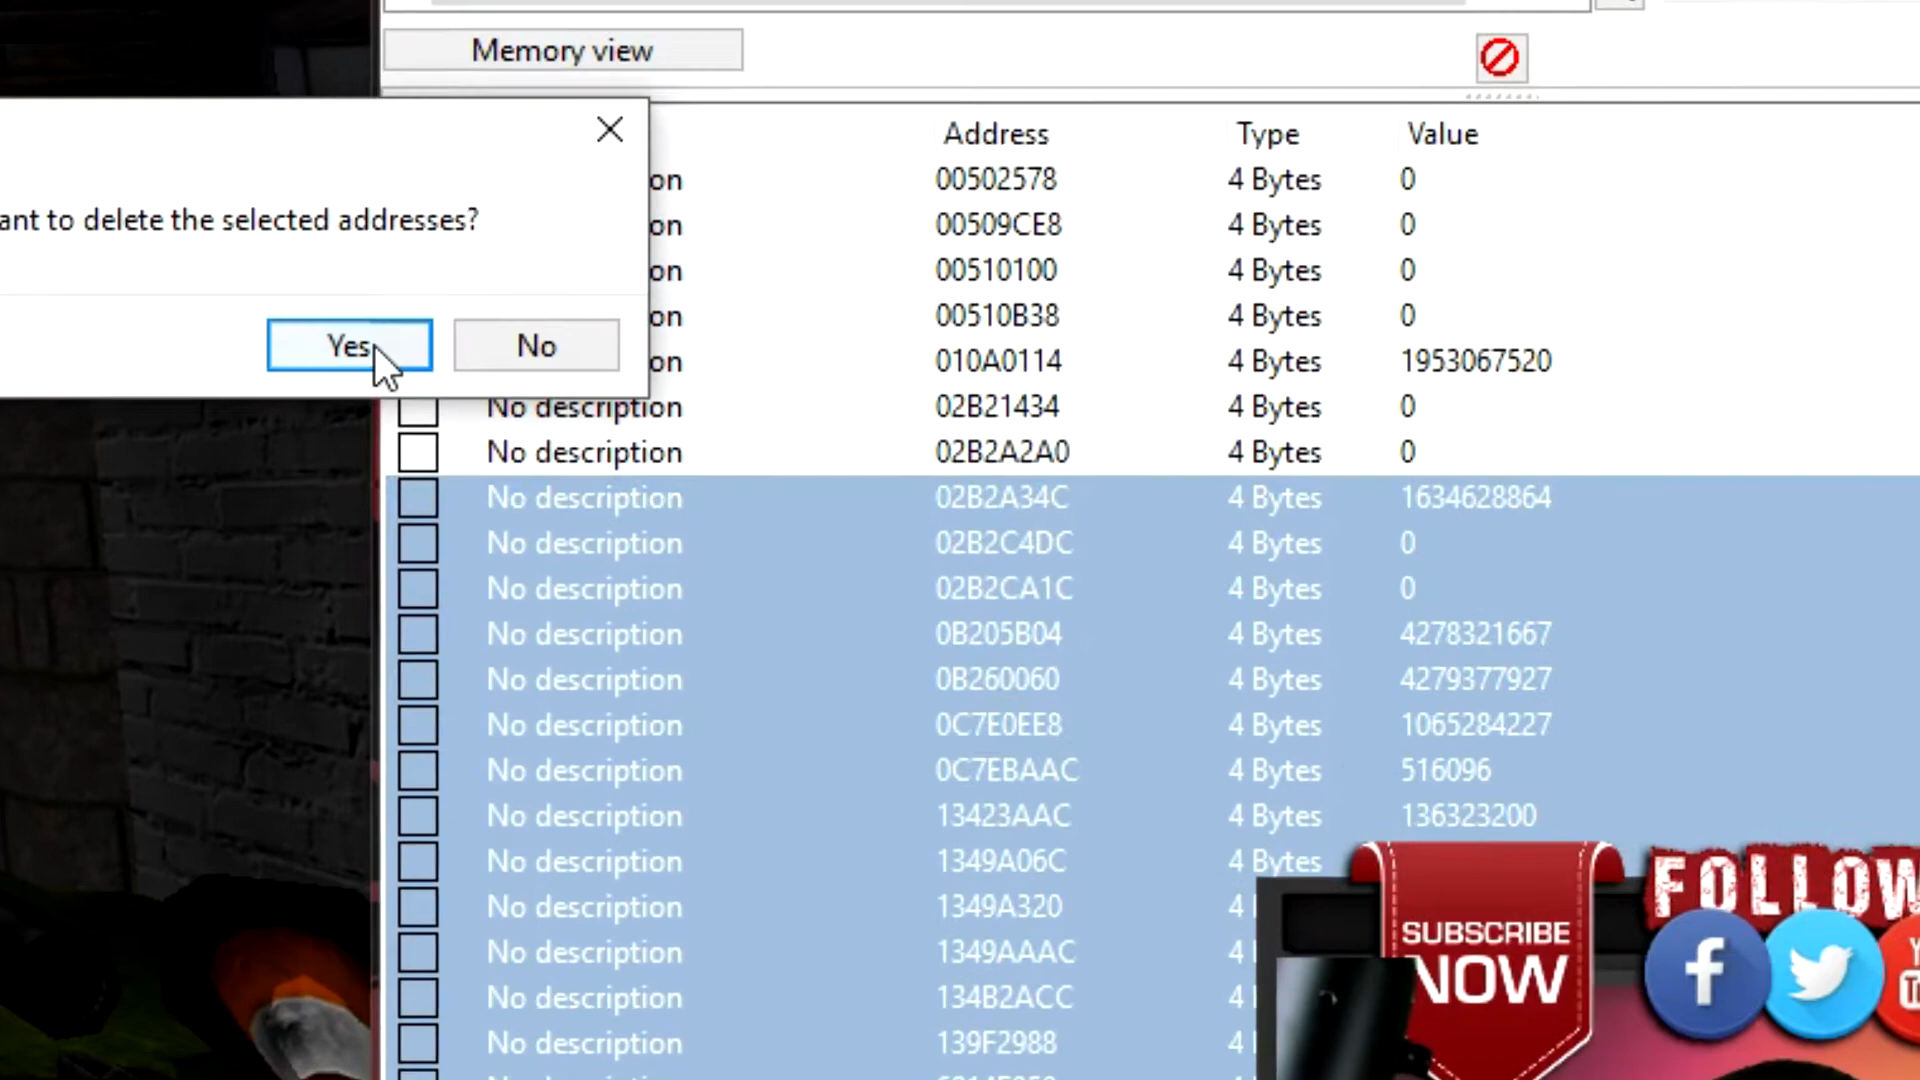 Memory view
Address Type Value
on 00502578 4 Bytes 0
ant to delete the selected addresses?
on 00509CE8 4 Bytes 0
on 00510100 4 Bytes 0
on 00510B38 4 Bytes 0
Yes No
on 010A0114 4 Bytes 1953067520
No description 02B21434 4 Bytes 0
No description 02B2A2A0 4 Bytes 0
No description 02B2A34C 4 Bytes 1634628864
No description 02B2C4DC 4 Bytes 0
No description 02B2CA1C 4 Bytes 0
No description 0B205B04 4 Bytes 4278321667
No description 0B260060 4 Bytes 4279377927
No description 0C7E0EE8 4 Bytes 1065284227
No description 0C7EBAAC 4 Bytes 516096
No description 13423AAC 4 Bytes 136323200
No description 1349A06C 4 Bytes
No description 1349A320 4
No description 1349AAAC 4
No description 134B2ACC 4
No description 139F2988 4
FOLLOW
SUBSCRIBE
NOW